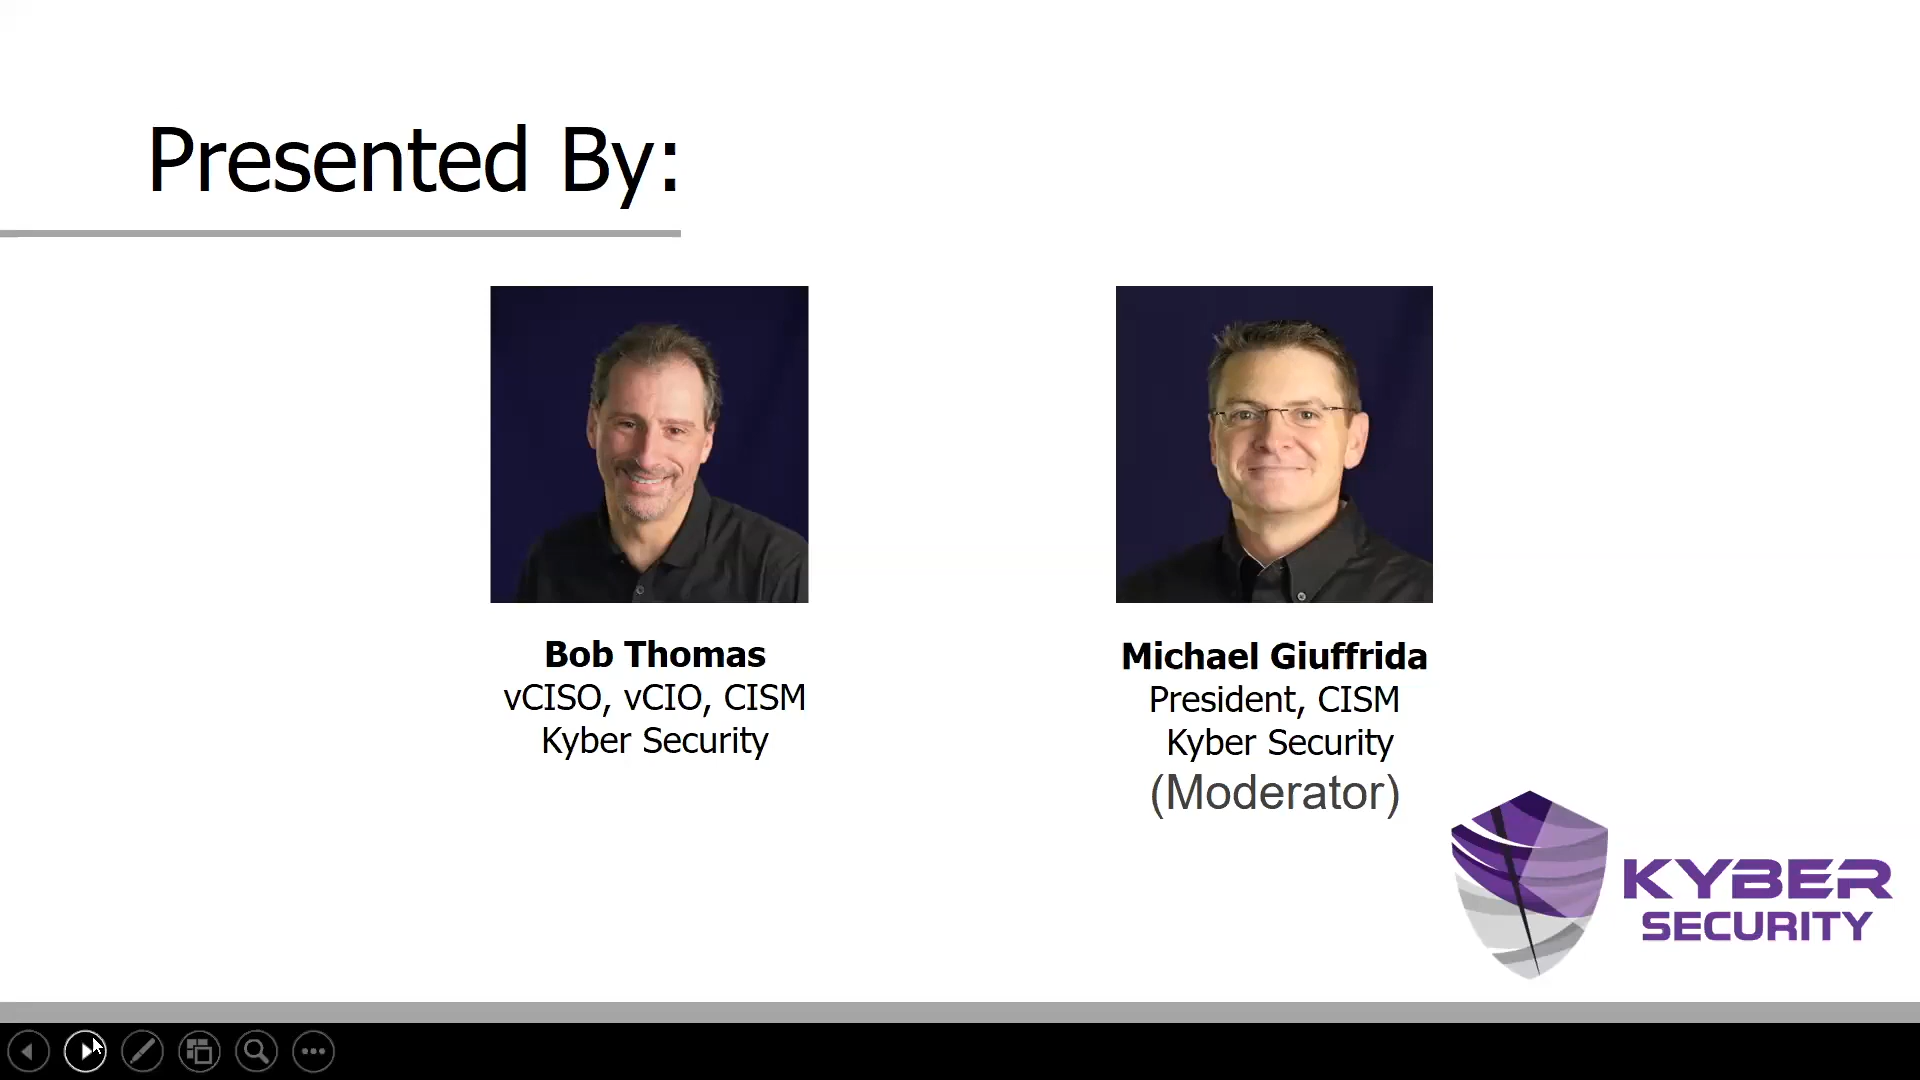 Presented By:
Bob Thomas
vCISO, vCIO, CISM
Kyber Security
Michael Giuffrida
President, CISM
Kyber Security
(Moderator)
KYBER
SECURITY